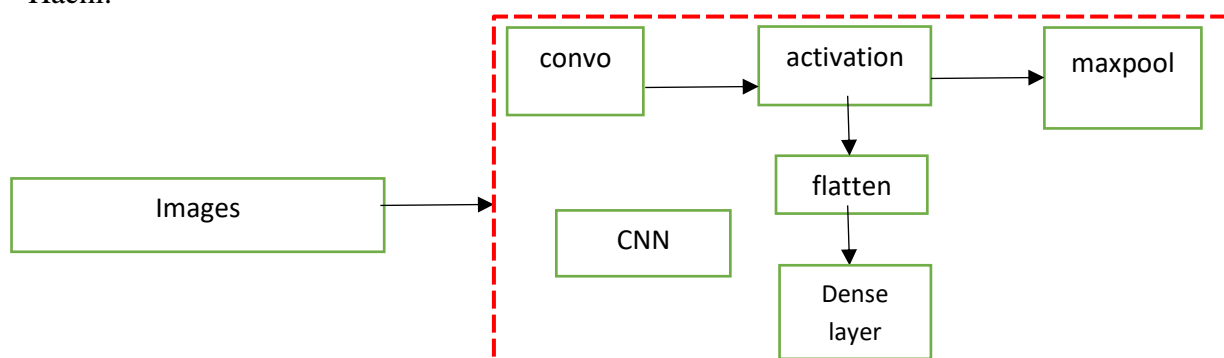 convo
activation
maxpool
Images
flatten
CNN
Dense
layer